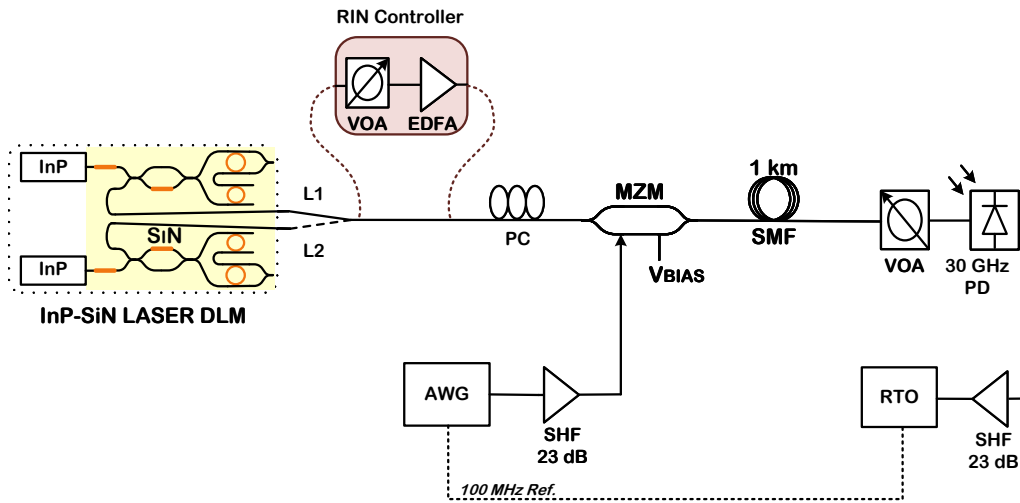 RIN Controller
VOA
EDFA
InP
L1
SiN
L2
InP
InP-SiN LASER DLM
PC
MZM
VBIAS
1 km
SMF
VOA
30 GHz
PD
AWG
SHF
23 dB
RTO
SHF
23 dB
100 MHz Ref.